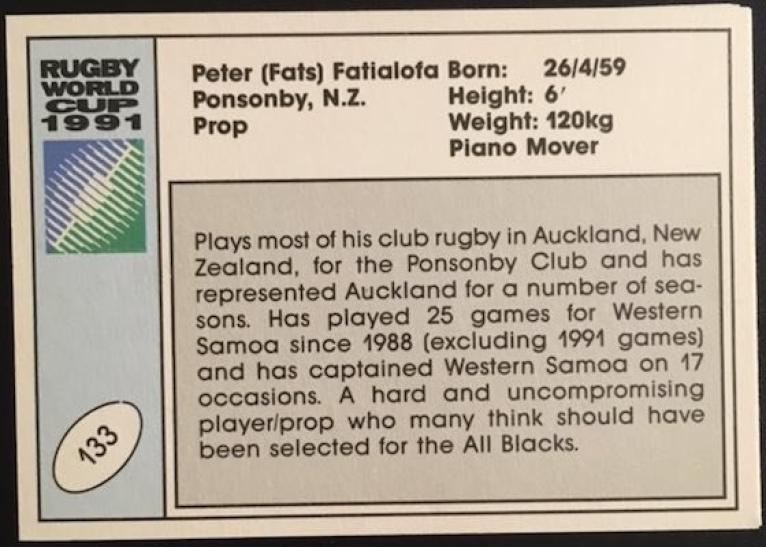 RUGBY
WORLD
CUP
1991
Peter (Fats) Fatialofa Born: 26/4/59
Ponsonby, N.Z. Height: 6'
Prop Weight: 120kg
Piano Mover
Plays most of his club rugby in Auckland, New
Zealand, for the Ponsonby Club and has
represented Auckland for a number of sea-
sons. Has played 25 games for Western
Samoa since 1988 (excluding 1991 games)
and has captained Western Samoa on 17
occasions. A hard and uncompromising
player/prop who many think should have
been selected for the All Blacks.
133